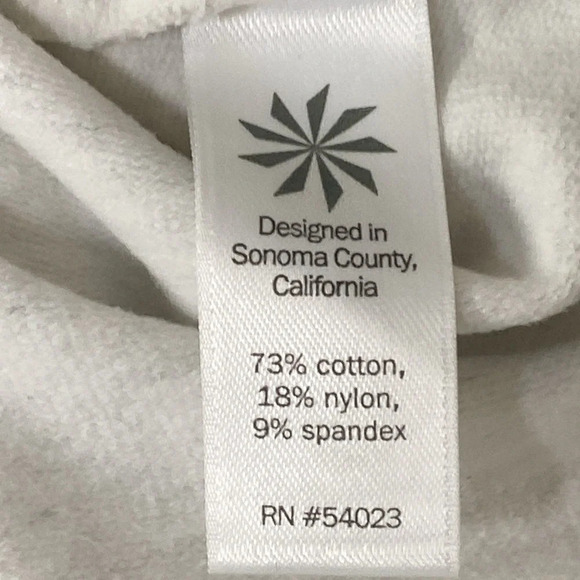 Designed in
Sonoma County,
California
73% cotton,
18% nylon,
9% spandex
RN #54023